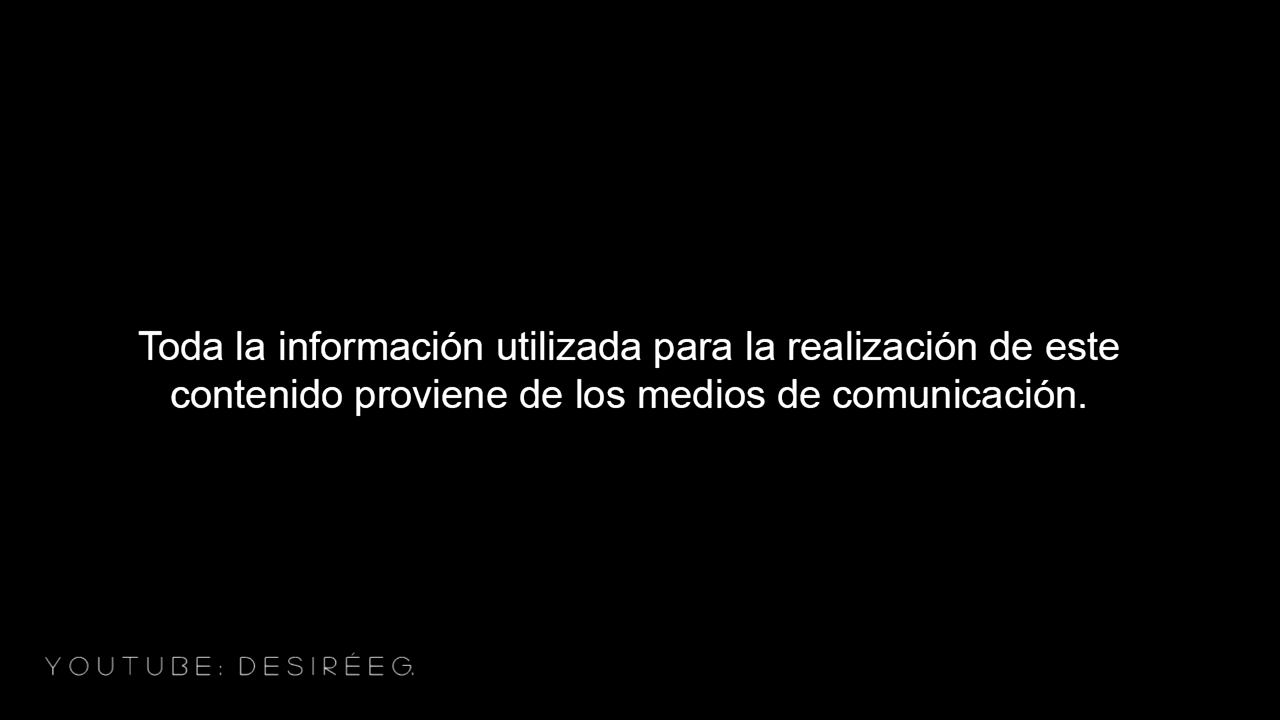 Toda la información utilizada para la realización de este
contenido proviene de los medios de comunicación.
YOUTUBE: DESIRÉEG.